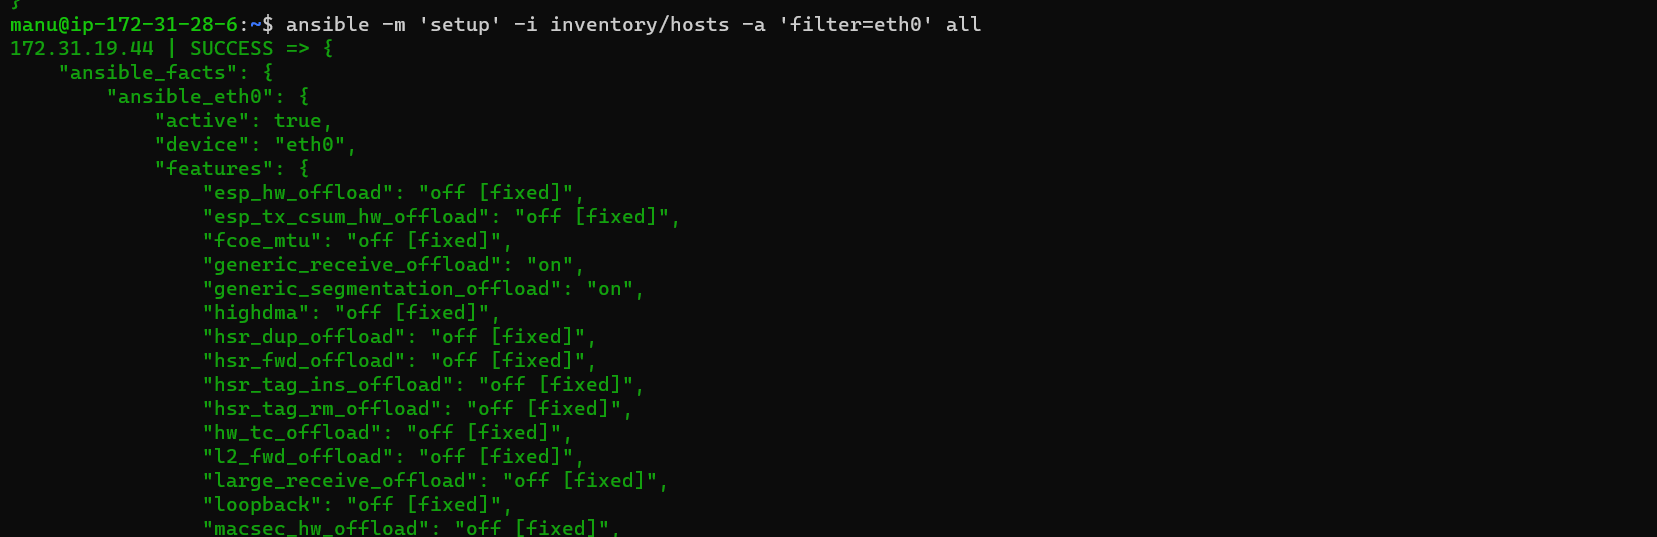 }
manu@ip-172-31-28-6:~$ ansible -m 'setup' -i inventory/hosts -a 'filter=eth0' all
172.31.19.44 | SUCCESS => {
    "ansible_facts": {
        "ansible_eth0": {
            "active": true,
            "device": "eth0",
            "features": {
                "esp_hw_offload": "off [fixed]",
                "esp_tx_csum_hw_offload": "off [fixed]",
                "fcoe_mtu": "off [fixed]",
                "generic_receive_offload": "on",
                "generic_segmentation_offload": "on",
                "highdma": "off [fixed]",
                "hsr_dup_offload": "off [fixed]",
                "hsr_fwd_offload": "off [fixed]",
                "hsr_tag_ins_offload": "off [fixed]",
                "hsr_tag_rm_offload": "off [fixed]",
                "hw_tc_offload": "off [fixed]",
                "l2_fwd_offload": "off [fixed]",
                "large_receive_offload": "off [fixed]",
                "loopback": "off [fixed]",
                "macsec_hw_offload": "off [fixed]",